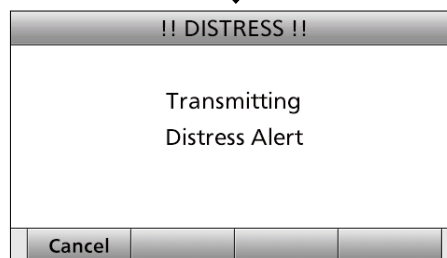 !! DISTRESS !!
Transmitting
Distress Alert
Cancel